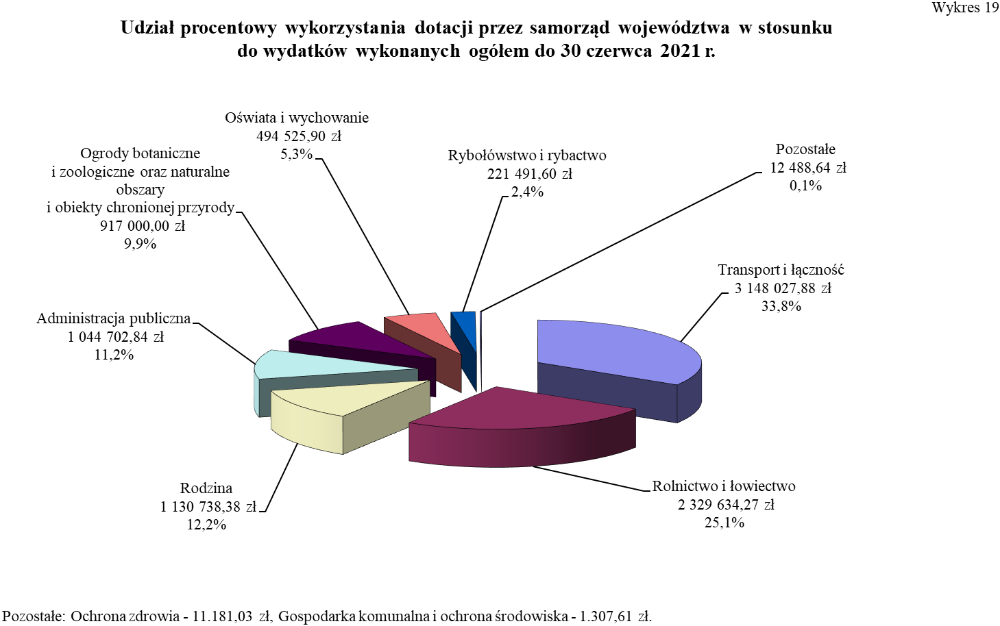 Wykres 19
Udział procentowy wykorzystania dotacji przez samorząd województwa w stosunku
do wydatków wykonanych ogółem do 30 czerwca 2021 r.
Oświata i wychowanie
494 525,90 zł
5,3%
Ogrody botaniczne
i zoologiczne oraz naturalne
obszary
i obiekty chronionej przyrody
917 000,00 zł
9,9%
Rybołówstwo i rybactwo
221 491,60 zł
2,4%
Pozostałe
12 488,64 zł
0,1%
Transport i łączność
3 148 027,88 zł
33,8%
Administracja publiczna
1 044 702,84 zł
11,2%
Rodzina
1 130 738,38 zł
12,2%
Rolnictwo i łowiectwo
2 329 634,27 zł
25,1%
Pozostałe: Ochrona zdrowia - 11.181,03 zł, Gospodarka komunalna i ochrona środowiska - 1.307,61 zł.